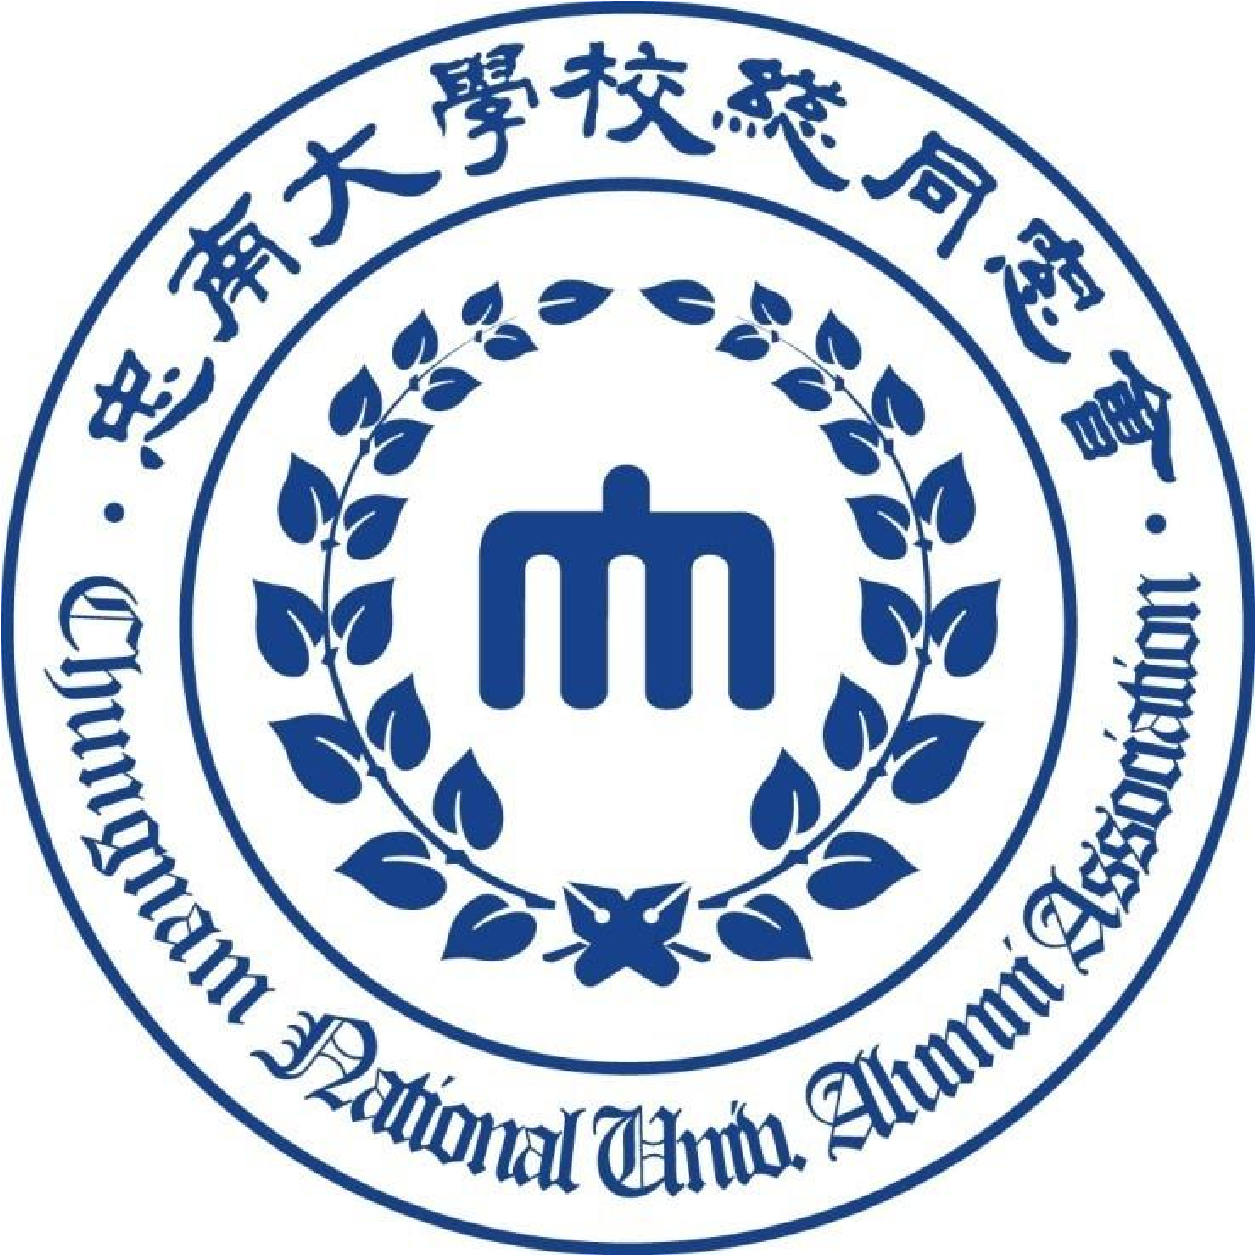 忠南大學校總同窓會
Chungnam National Univ. Alumni Association